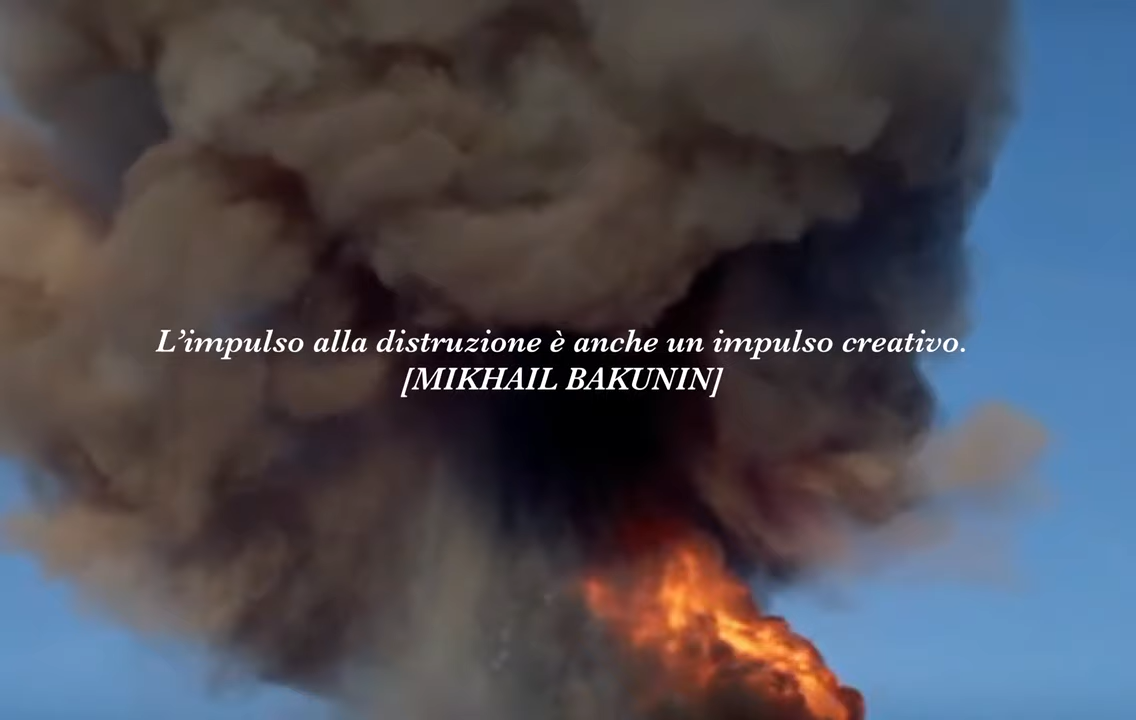 L’impulso alla distruzione è anche un impulso creativo.
[MIKHAIL BAKUNIN]